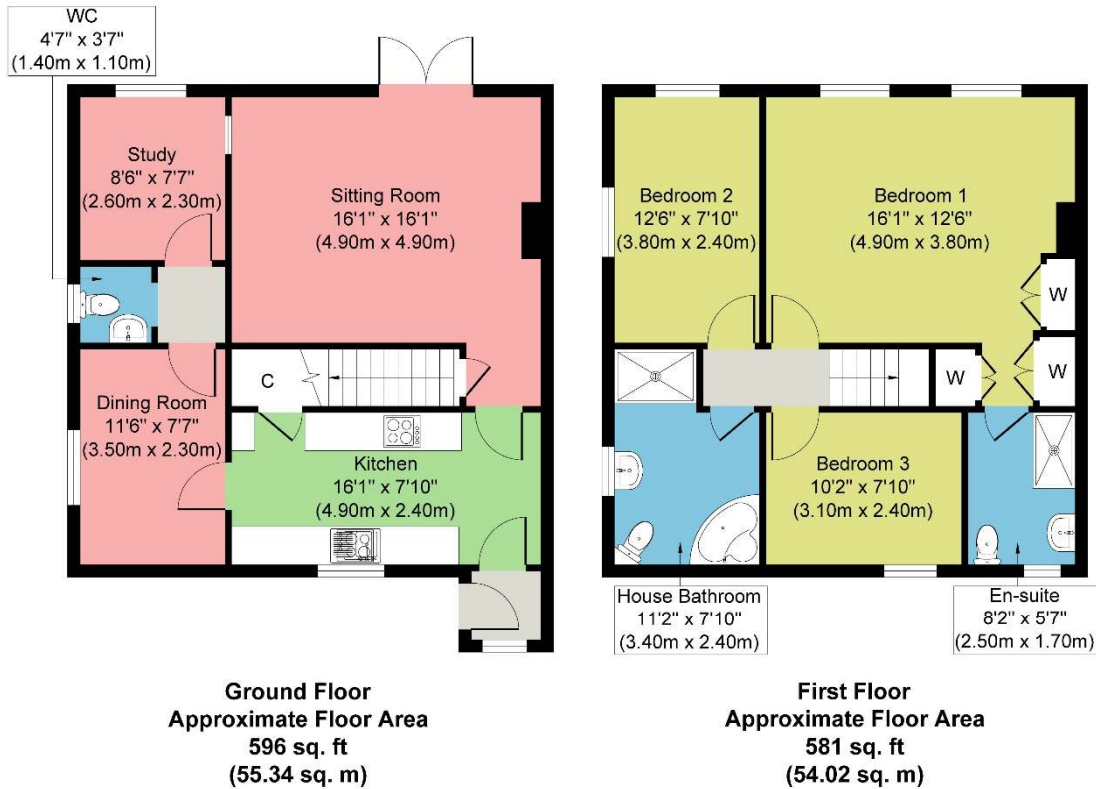 WC
4'7" x 3'7"
(1.40m x 1.10m)
Study
8'6" x 7'7"
(2.60m x 2.30m)
Sitting Room
16'1" x 16'1"
(4.90m x 4.90m)
C
Dining Room
11'6" x 7'7"
(3.50m x 2.30m)
Kitchen
16'1" x 7'10"
(4.90m x 2.40m)
Ground Floor
Approximate Floor Area
596 sq. ft
(55.34 sq. m)
Bedroom 2
12'6" x 7'10"
(3.80m x 2.40m)
Bedroom 1
16'1" x 12'6"
(4.90m x 3.80m)
W
W
W
Bedroom 3
10'2" x 7'10"
(3.10m x 2.40m)
House Bathroom
11'2" x 7'10"
(3.40m x 2.40m)
En-suite
8'2" x 5'7"
(2.50m x 1.70m)
First Floor
Approximate Floor Area
581 sq. ft
(54.02 sq. m)